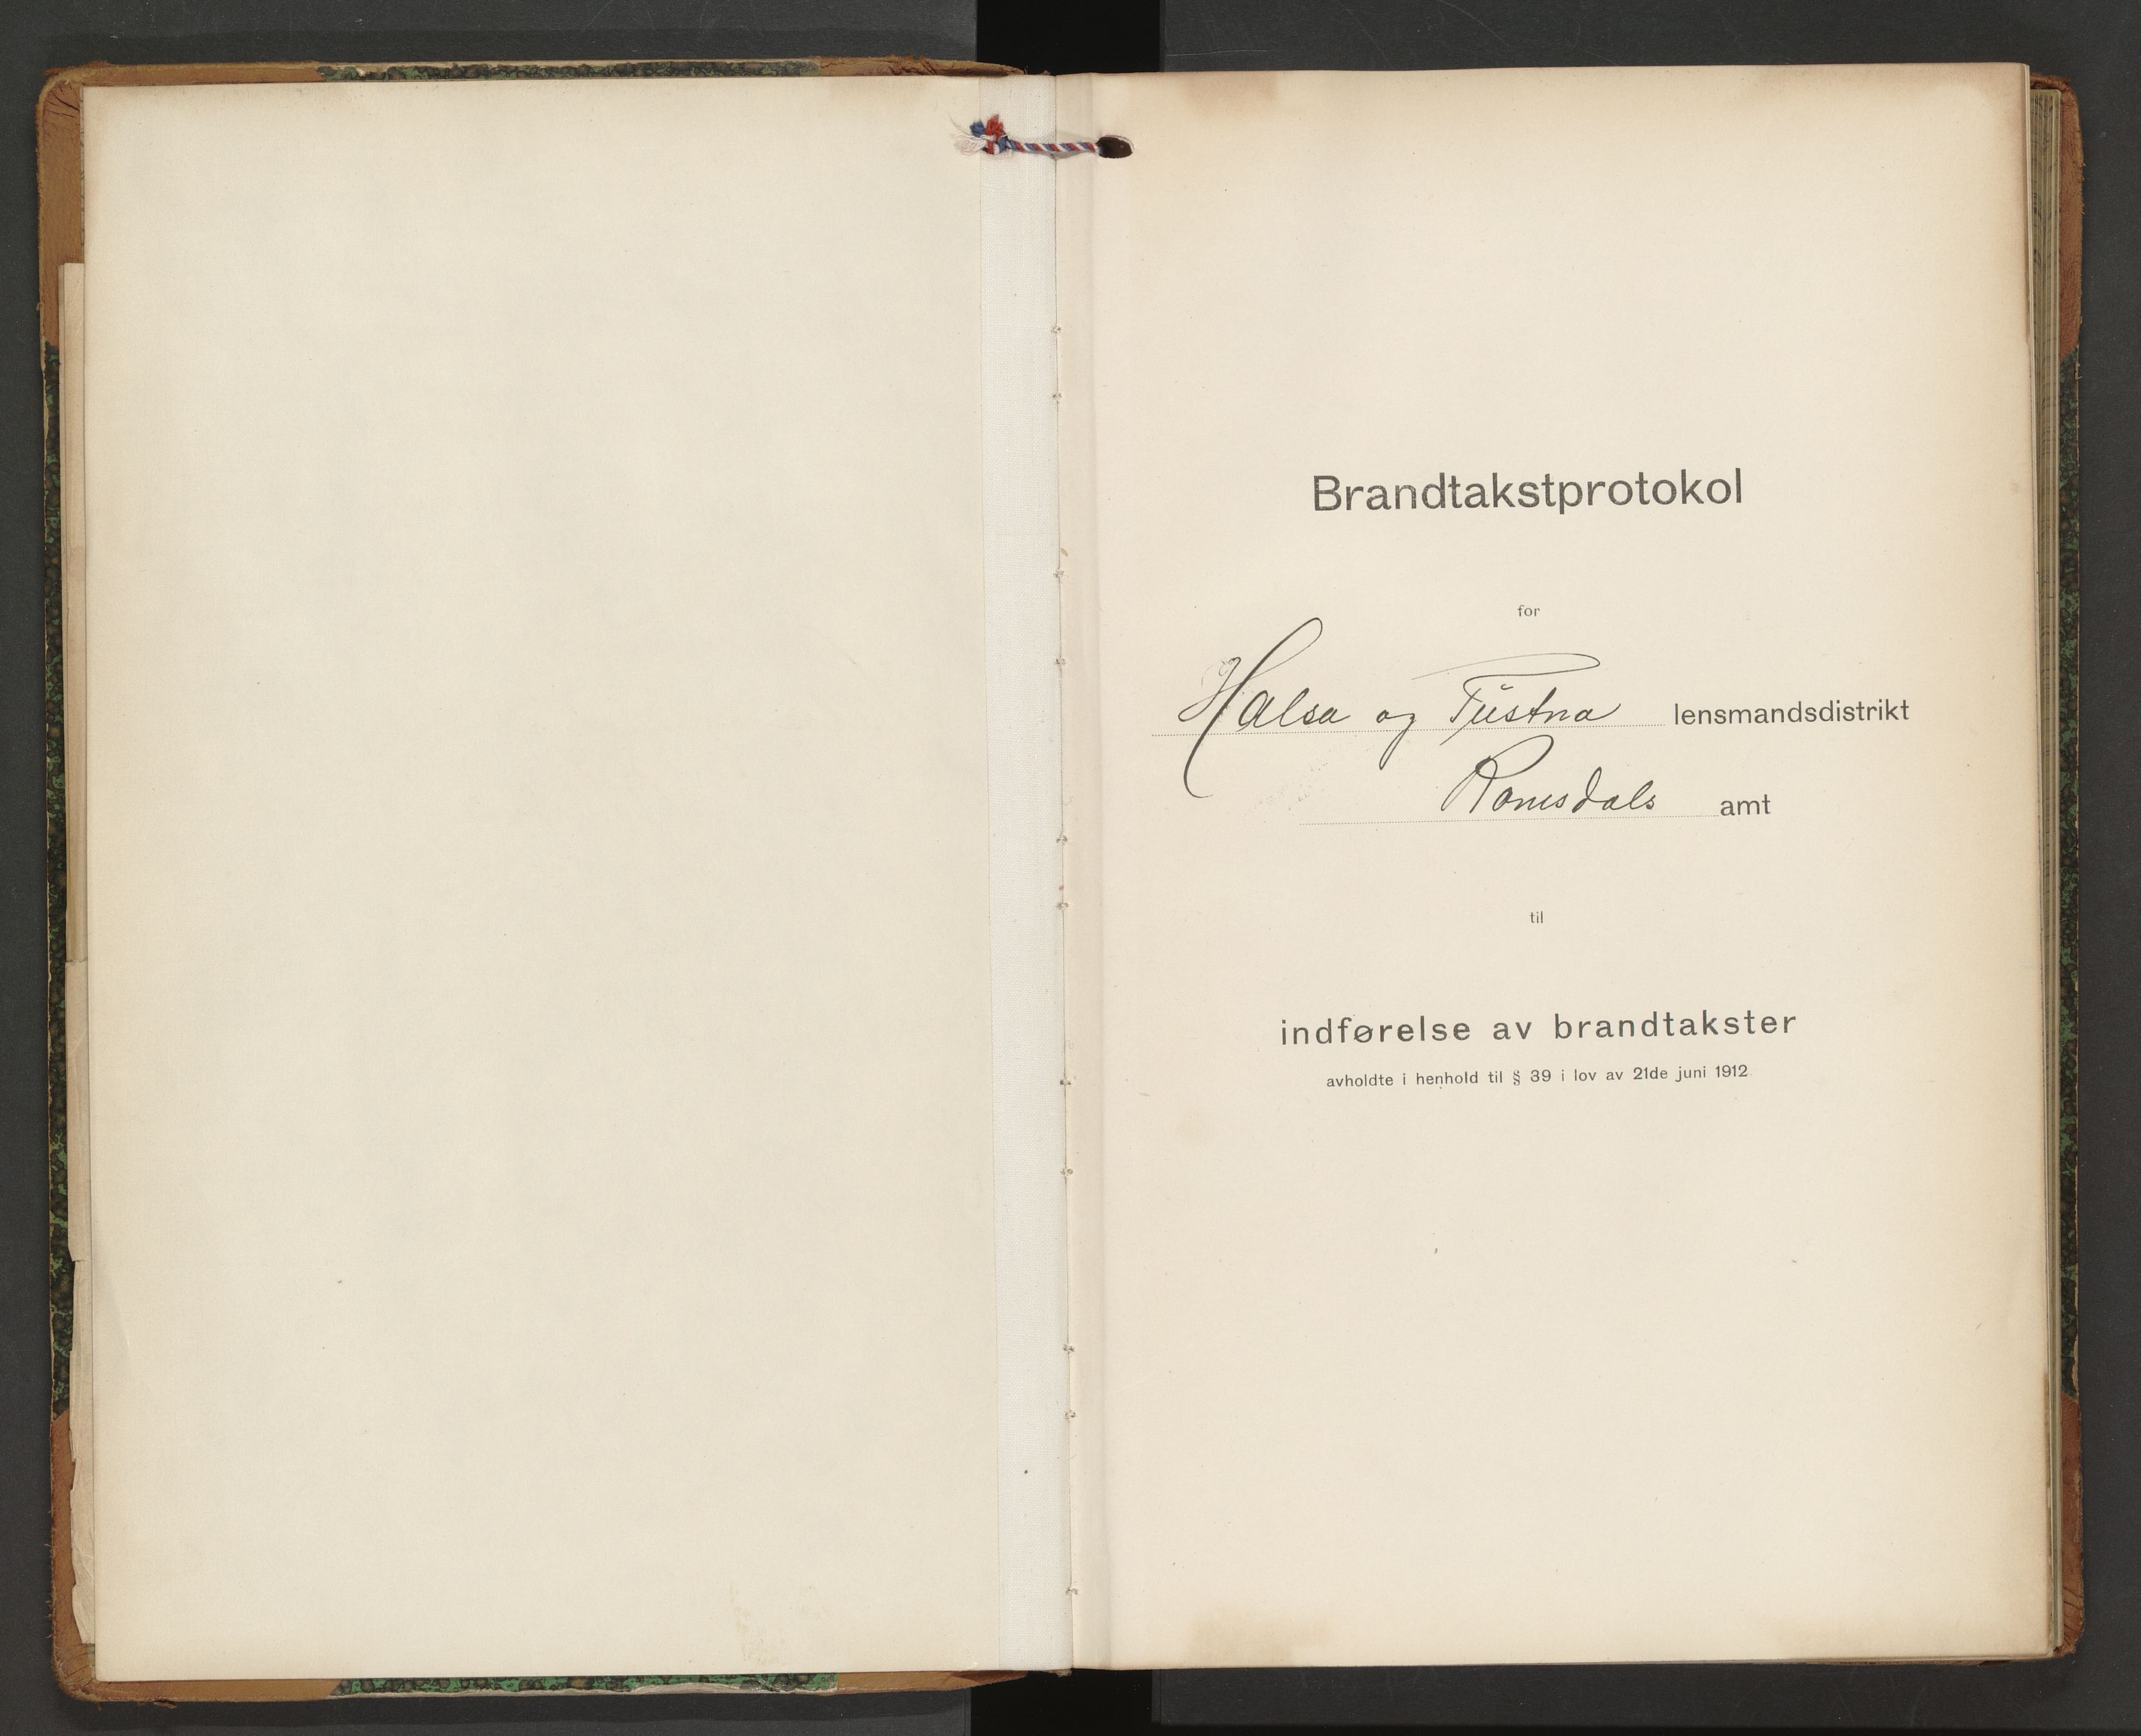 Brandtakstprotokol
for
Halsa og Tustna lensmandsdistrikt
Romsdals amt
til
indførelse av brandtakster
avholdte i henhold til § 39 i lov av 21de juni 1912.